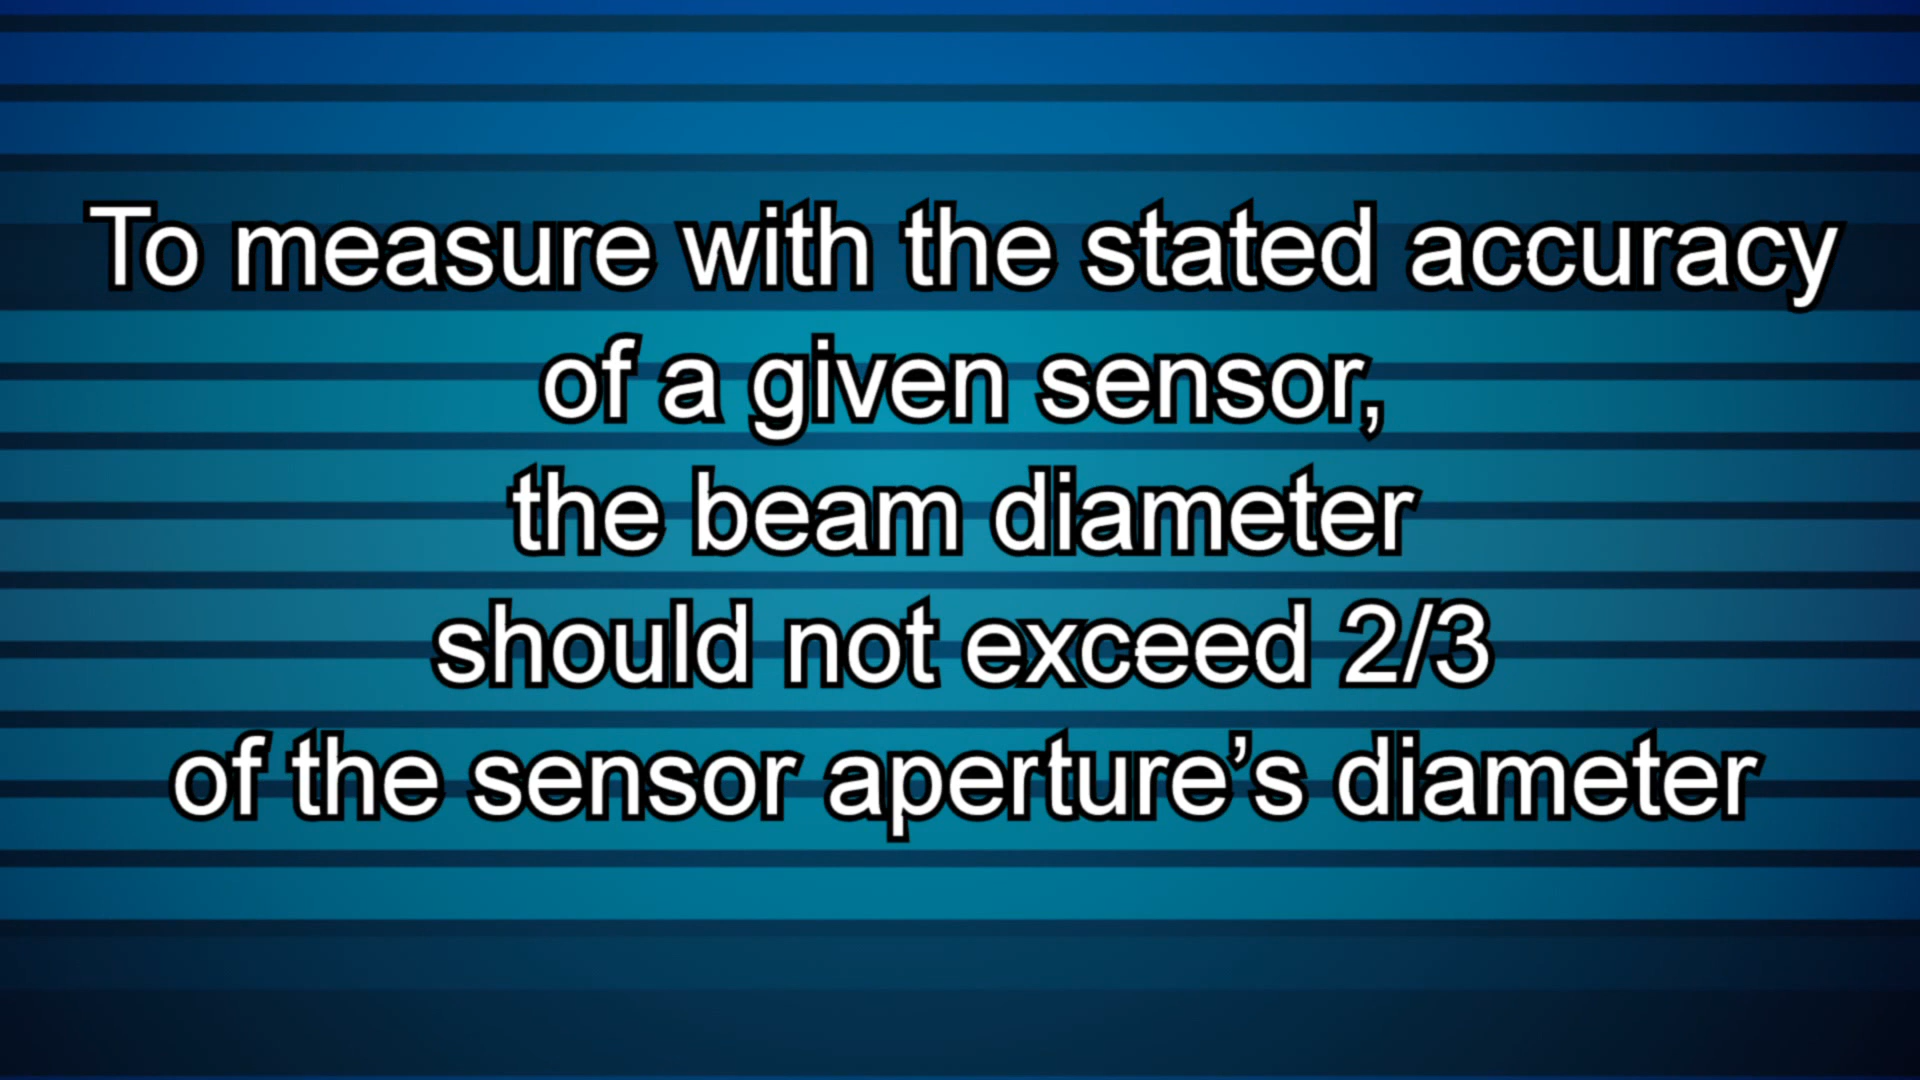 To measure with the stated accuracy
of a given sensor,
the beam diameter
should not exceed 2/3
of the sensor aperture’s diameter